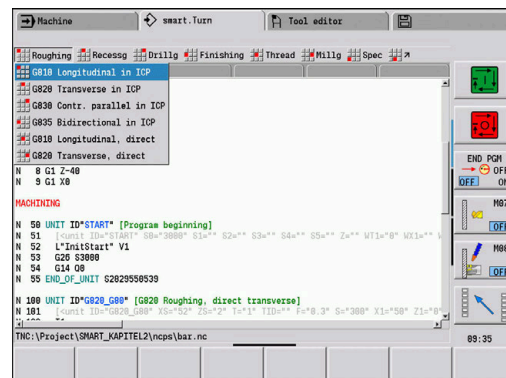 Machine
smart.Turn
Tool editor
Roughing Recessg Drillg Finishing Thread Millg Spec
G810 Longitudinal in ICP
G820 Transverse in ICP
G830 Contr. parallel in ICP
G835 Bidirectional in ICP
G810 Longitudinal, direct
G820 Transverse, direct
N 8 G1 Z-40
N 9 G1 X0
MACHINING
N 50 UNIT ID"START" [Program beginning]
N 51 [<unit ID="START" S0="3000" S1="" S2="" S3="" S4="" S5="" Z="" WT1="0" WX1=""
N 52 L"InitStart" V1
N 53 G26 S3000
N 54 G14 Q0
N 55 END_OF_UNIT S2829550539
N 100 UNIT ID"G820_G80" [G820 Roughing, direct transverse]
N 101 [<unit ID="G820_G80" XS="52" ZS="2" T="1" TID="" F="0.3" S="300" X1="50" Z1="0"
TNC:\Project\SMART_KAPITEL2\ncps\bar.nc
END PGM
OFF
OFF ON
M07
OFF
OFF
09:35